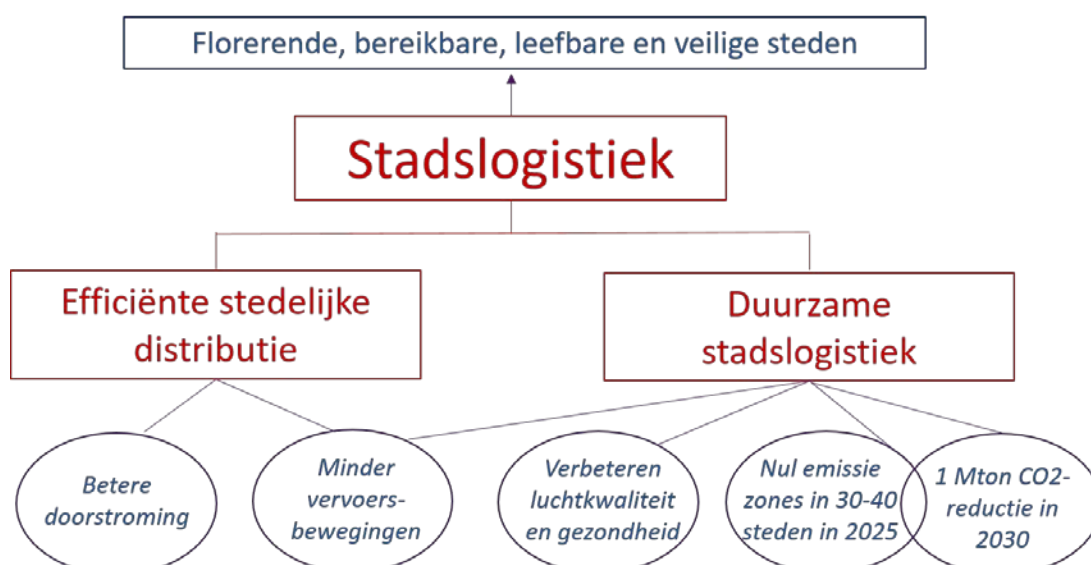 Florerende, bereikbare, leefbare en veilige steden
Stadslogistiek
Efficiënte stedelijke
distributie
Duurzame
stadslogistiek
Betere
doorstroming
Minder
vervoers-
bewegingen
Verbeteren
luchtkwaliteit
en gezondheid
Nul emissie
zones in 30-40
steden in 2025
1 Mton CO2-
reductie in
2030